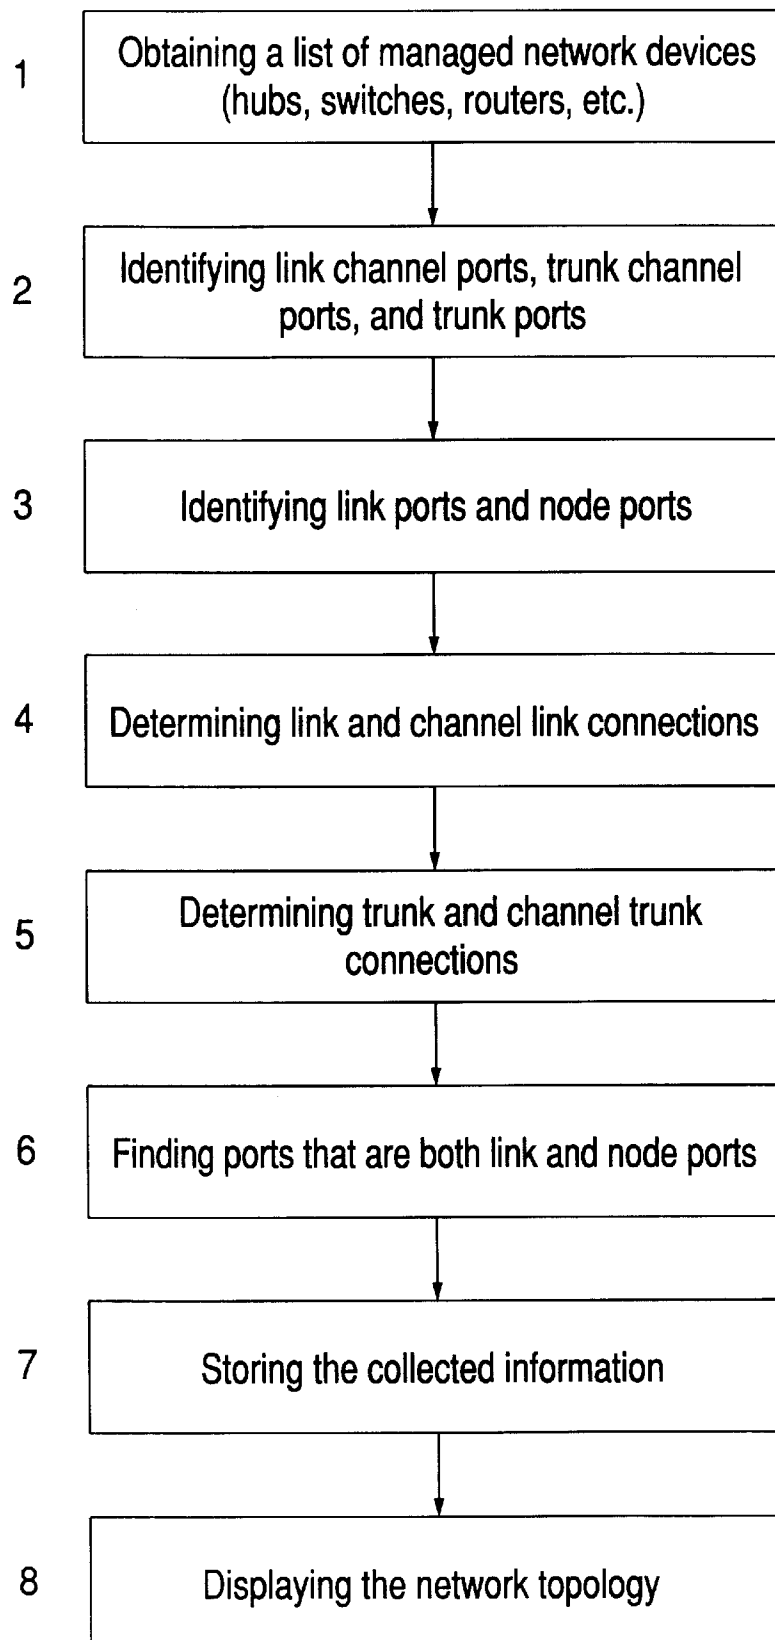 1
Obtaining a list of managed network devices
(hubs, switches, routers, etc.)
2
Identifying link channel ports, trunk channel
ports, and trunk ports
3
Identifying link ports and node ports
4
Determining link and channel link connections
5
Determining trunk and channel trunk
connections
6
Finding ports that are both link and node ports
7
Storing the collected information
8
Displaying the network topology